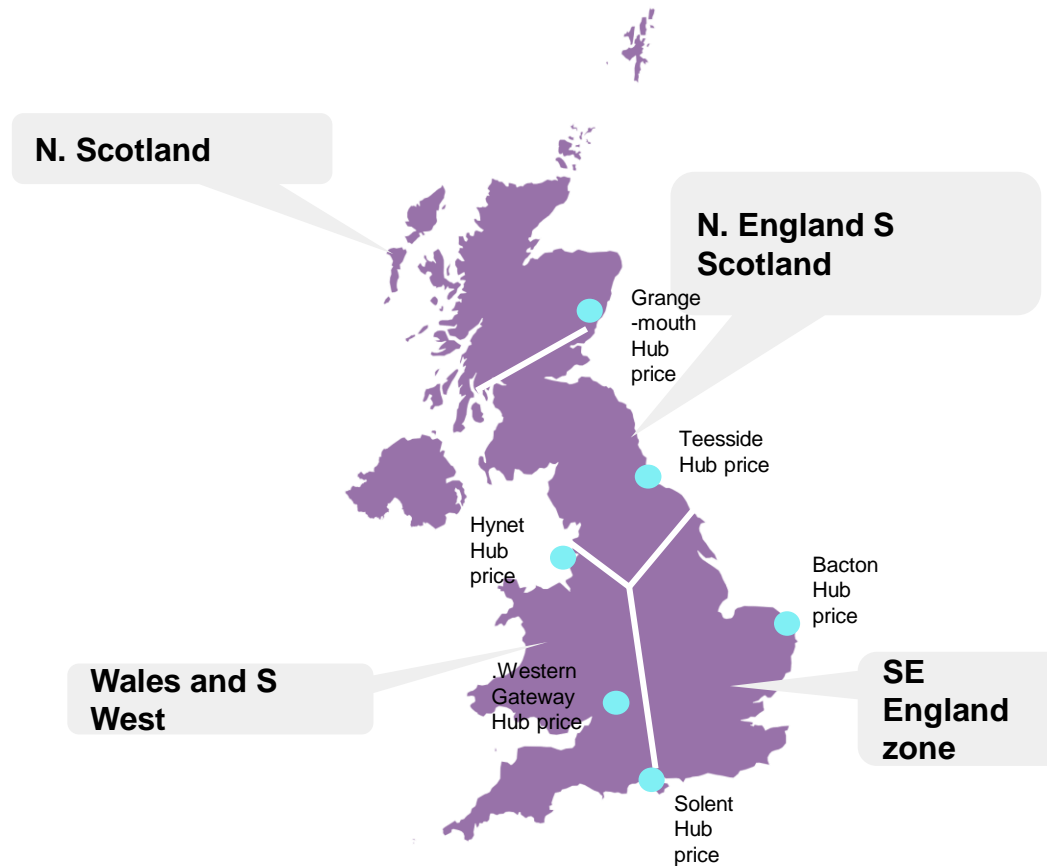 N. Scotland
N. England S
Scotland
Grange
-mouth
Hub
price
Teesside
Hub price
Hynet
Hub
price
Bacton
Hub
price
Wales and S
West
.Western
Gateway
Hub price
SE
England
zone
Solent
Hub
price